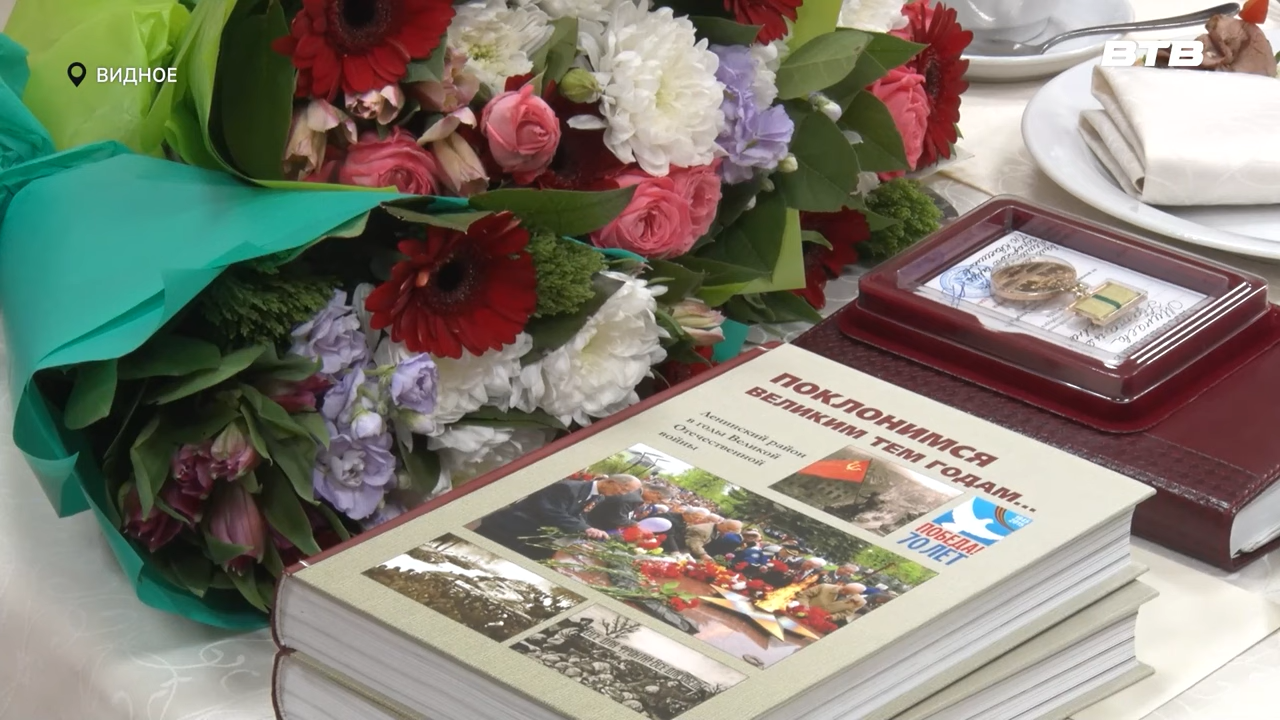 ВИДНОЕ
ВТВ
ПОКЛОНИМСЯ
ВЕЛИКИМ ТЕМ ГОДАМ...
Ленинский район
в годы Великой
Отечественной
войны
ПОБЕДА!
70 ЛЕТ